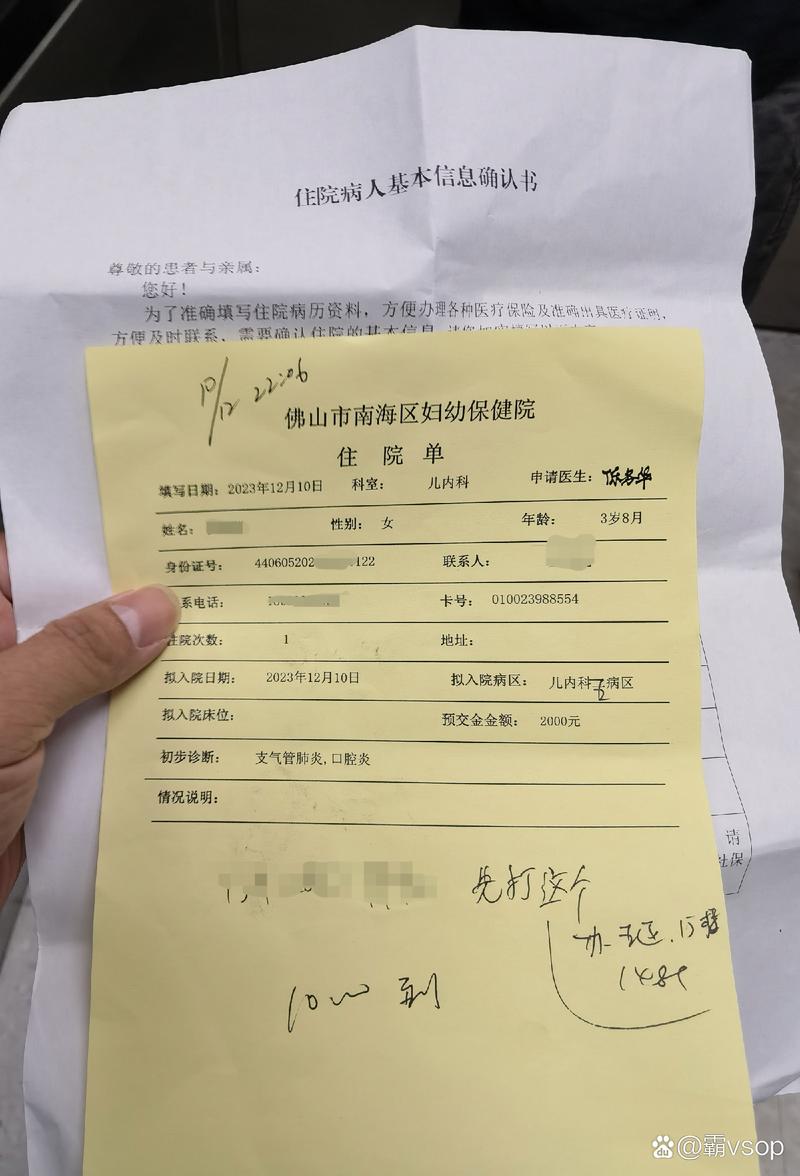 住院病人基本信息确认书
尊敬的患者与亲属：
您好！
为了准确填写住院病历资料，方便办理各种医疗保险及准确出具医疗证明，
方便及时联系，需要确认住院的基本信息
10/12 22:06
佛山市南海区妇幼保健院
住院单
填写日期：2023年12月10日 科室： 儿内科 申请医生：
姓名： 性别： 女 年龄： 3岁8月
身份证号： 440605202 122 联系人：
系电话： 卡号： 010023988554
住院次数： 1 地址：
拟入院日期： 2023年12月10日 拟入院病区： 儿内科 病区
拟入院床位： 预交金金额： 2000元
初步诊断： 支气管肺炎,口腔炎
情况说明：
请
社保
先打这个
办
10 到
@霸vsop